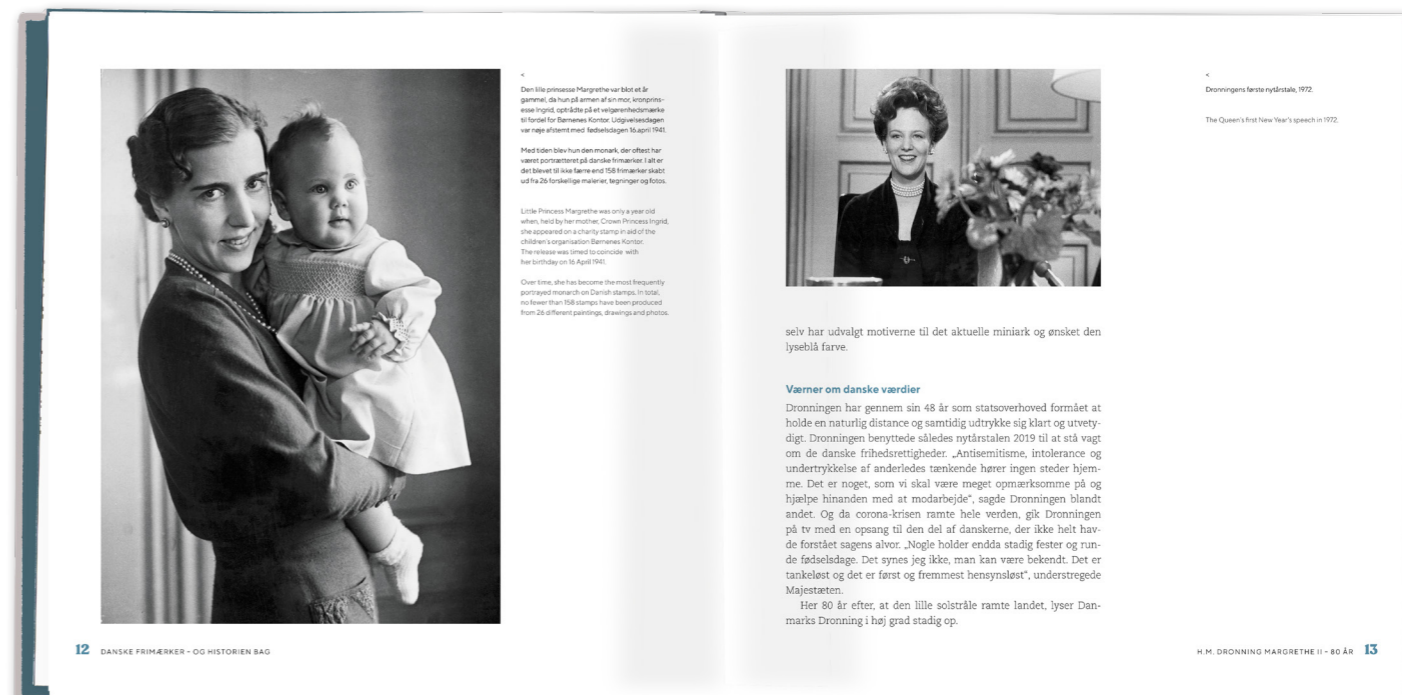 <
Den lille prinsesse Margrethe var blot et år
gammel, da hun på armen af sin mor, kronprins-
esse Ingrid, optrådte på et velgørenhedsmærke
til fordel for Børnenes Kontor. Udgivelsesdagen
var nøje afstemt med fødselsdagen 16.april 1941.
Med tiden blev hun den monark, der oftest har
været portrætteret på danske frimærker. I alt er
det blevet til ikke færre end 158 frimærker skabt
ud fra 26 forskellige malerier, tegninger og fotos.
Little Princess Margrethe was only a year old
when, held by her mother, Crown Princess Ingrid,
she appeared on a charity stamp in aid of the
children's organisation Børnenes Kontor.
The release was timed to coincide with
her birthday on 16 April 1941.
Over time, she has become the most frequently
portrayed monarch on Danish stamps. In total,
no fewer than 158 stamps have been produced
from 26 different paintings, drawings and photos.
12 DANSKE FRIMÆRKER – OG HISTORIEN BAG
<
Dronningens første nytårstale, 1972.
The Queen's first New Year's speech in 1972.
selv har udvalgt motiverne til det aktuelle miniark og ønsket den
lyseblå farve.
Værner om danske værdier
Dronningen har gennem sin 48 år som statsoverhoved formået at
holde en naturlig distance og samtidig udtrykke sig klart og utvety-
digt. Dronningen benyttede således nytårstalen 2019 til at stå vagt
om de danske frihedsrettigheder. „Antisemitisme, intolerance og
undertrykkelse af anderledes tænkende hører ingen steder hjem-
me. Det er noget, som vi skal være meget opmærksomme på og
hjælpe hinanden med at modarbejde“, sagde Dronningen blandt
andet. Og da corona-krisen ramte hele verden, gik Dronningen
på tv med en opsang til den del af danskerne, der ikke helt hav-
de forstået sagens alvor. „Nogle holder endda stadig fester og run-
de fødselsdage. Det synes jeg ikke, man kan være bekendt. Det er
tankeløst og det er først og fremmest hensynsløst“, understregede
Majestæten.
Her 80 år efter, at den lille solstråle ramte landet, lyser Dan-
marks Dronning i høj grad stadig op.
H.M. DRONNING MARGRETHE II – 80 ÅR 13